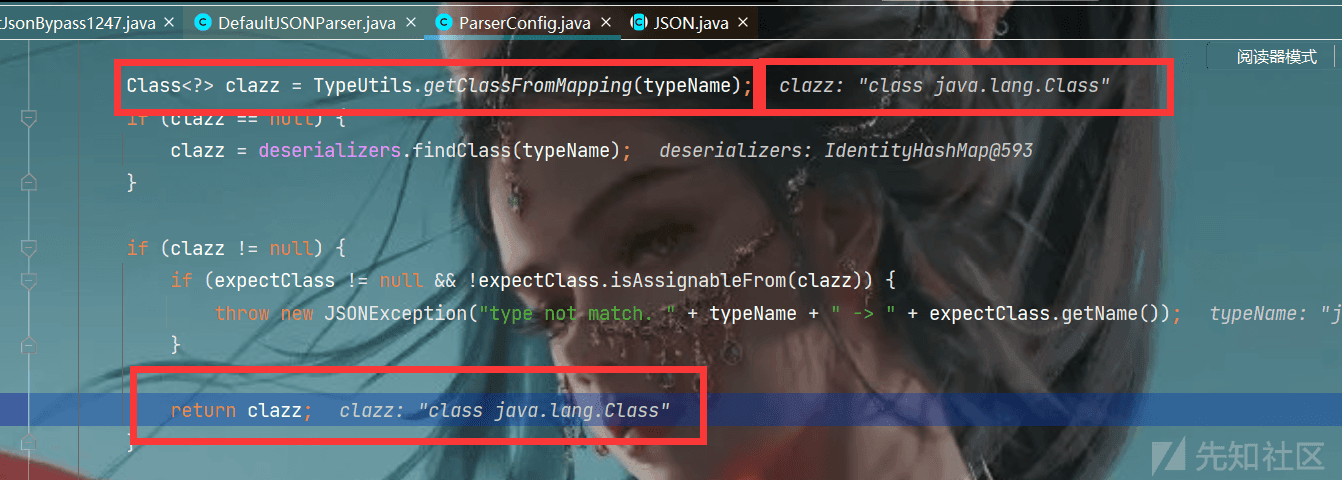 tJsonBypass1247.java × DefaultJSONParser.java × ParserConfig.java × JSON.java ×
阅读器模式
Class<?> clazz = TypeUtils.getClassFromMapping(typeName); clazz: "class java.lang.Class"
if (clazz == null) {
clazz = deserializers.findClass(typeName); deserializers: IdentityHashMap@593
}
if (clazz != null) {
if (expectClass != null && !expectClass.isAssignableFrom(clazz)) {
throw new JSONException("type not match. " + typeName + " -> " + expectClass.getName()); typeName: "j
}
return clazz; clazz: "class java.lang.Class"
}
先知社区